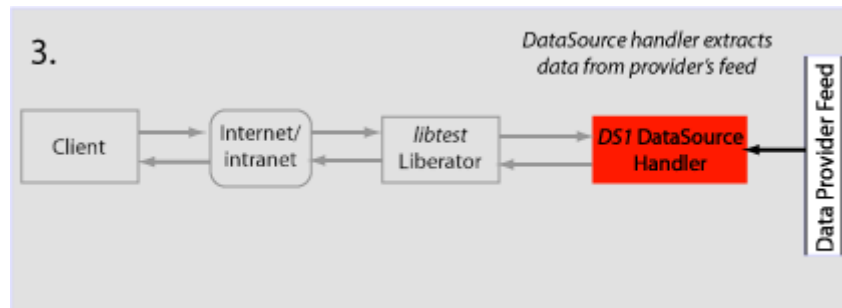 3.
DataSource handler extracts
data from provider's feed
Client
Internet/
intranet
libtest
Liberator
DS1 DataSource
Handler
Data Provider Feed